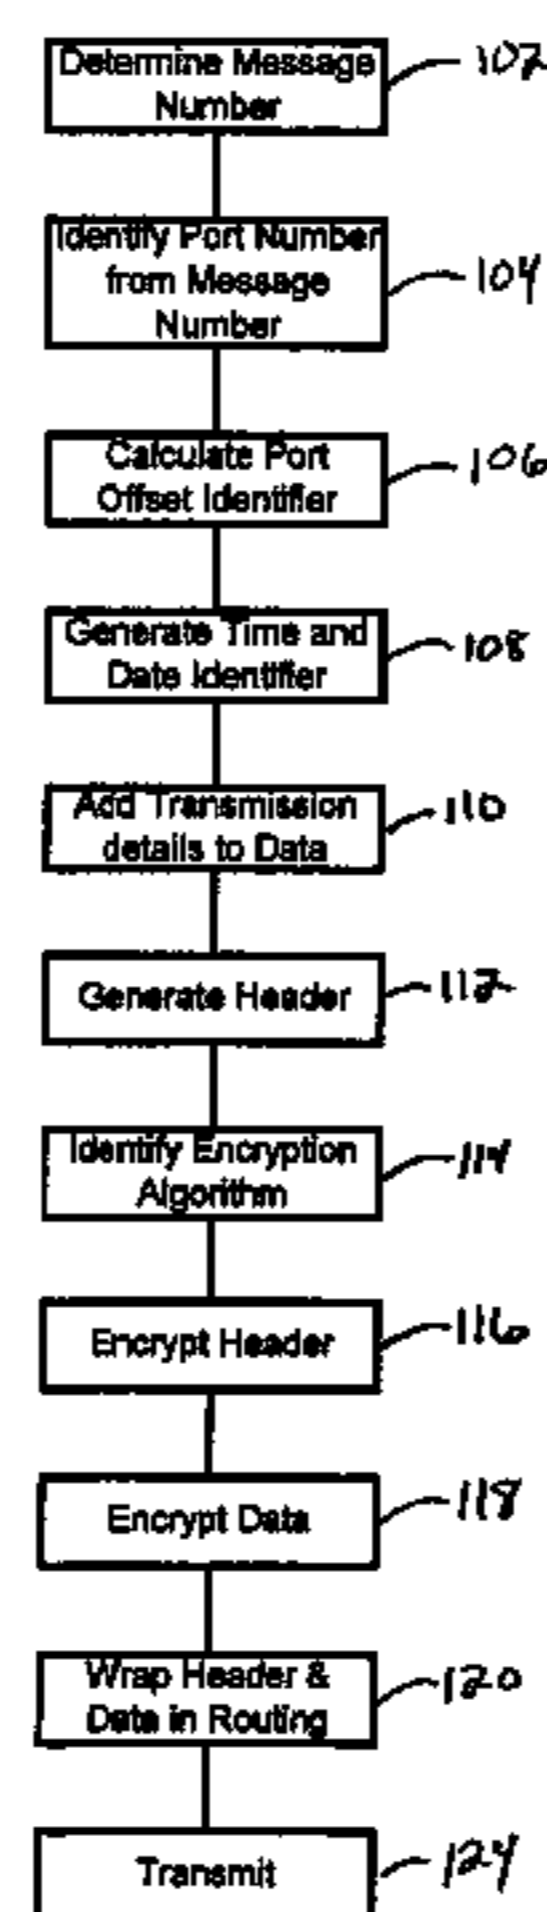 Determine Message
Number
102
Identify Port Number
from Message
Number
104
Calculate Port
Offset Identifier
106
Generate Time and
Date Identifier
108
Add Transmission
details to Data
110
Generate Header
112
Identify Encryption
Algorithm
114
Encrypt Header
116
Encrypt Data
118
Wrap Header &
Data in Routing
120
Transmit
124